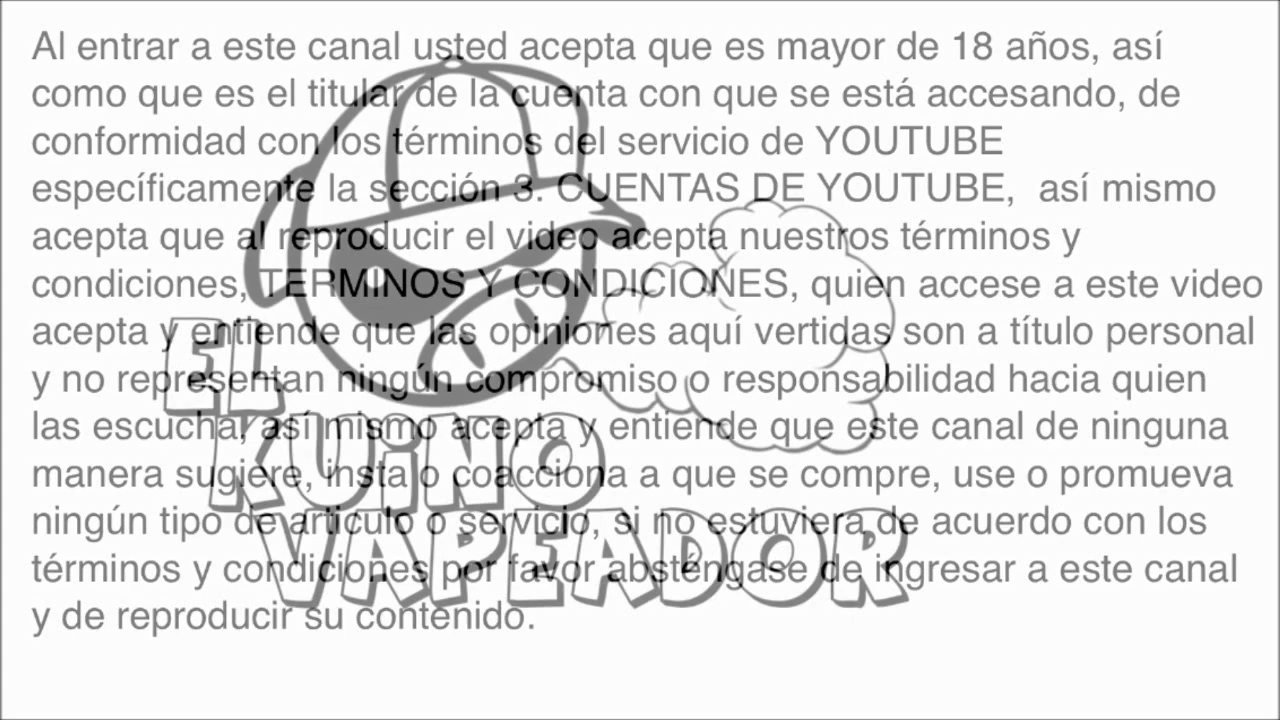 Al entrar a este canal usted acepta que es mayor de 18 años, así
como que es el titular de la cuenta con que se está accesando, de
conformidad con los términos del servicio de YOUTUBE
específicamente la sección 3. CUENTAS DE YOUTUBE, así mismo
acepta que al reproducir el video acepta nuestros términos y
condiciones, TERMINOS Y CONDICIONES, quien accese a este video
acepta y entiende que las opiniones aquí vertidas son a título personal
y no representan ningún compromiso o responsabilidad hacia quien
las escucha, así mismo acepta y entiende que este canal de ninguna
manera sugiere, insta o coacciona a que se compre, use o promueva
ningún tipo de artículo o servicio, si no estuviera de acuerdo con los
términos y condiciones por favor absténgase de ingresar a este canal
y de reproducir su contenido.
EL
KUiNO
VAPEADOR